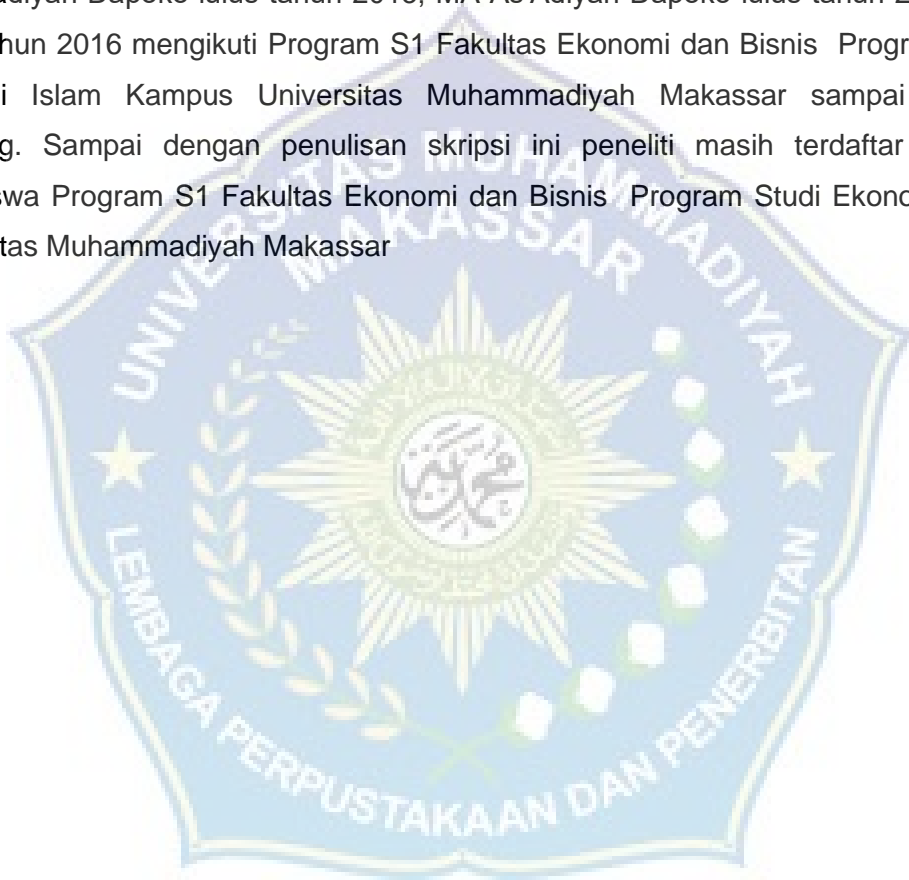 hun 2016 mengikuti Program S1 Fakultas Ekonomi dan Bisnis Progr
i Islam Kampus Universitas Muhammadiyah Makassar sampai
g. Sampai dengan penulisan skripsi ini peneliti masih terdaftar
swa Program S1 Fakultas Ekonomi dan Bisnis Program Studi Ekono
tas Muhammadiyah Makassar
UNIVERSITAS MUHAMMADIYAH
MAKASSAR
LEMBAGA PERPUSTAKAAN DAN PENERBITAN